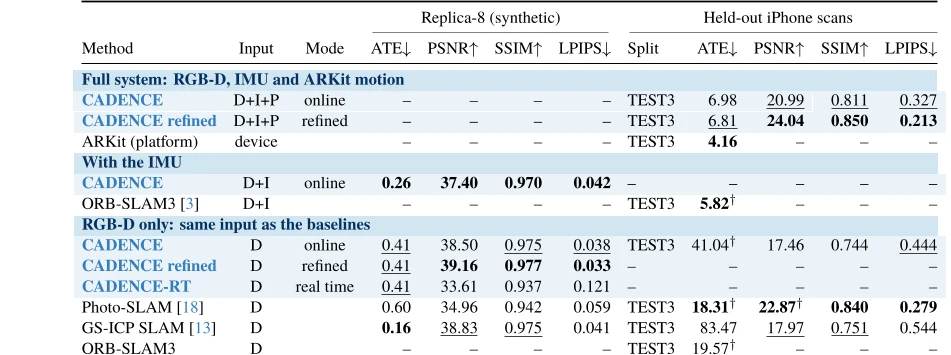 Replica-8 (synthetic) Held-out iPhone scans
Method Input Mode ATE↓ PSNR↑ SSIM↑ LPIPS↓ Split ATE↓ PSNR↑ SSIM↑ LPIPS↓
Full system: RGB-D, IMU and ARKit motion
CADENCE D+I+P online – – – – TEST3 6.98 20.99 0.811 0.327
CADENCE refined D+I+P refined – – – – TEST3 6.81 24.04 0.850 0.213
ARKit (platform) device – – – – TEST3 4.16 – – –
With the IMU
CADENCE D+I online 0.26 37.40 0.970 0.042 – – – – –
ORB-SLAM3 [3] D+I – – – – TEST3 5.82† – – –
RGB-D only: same input as the baselines
CADENCE D online 0.41 38.50 0.975 0.038 TEST3 41.04† 17.46 0.744 0.444
CADENCE refined D refined 0.41 39.16 0.977 0.033 – – – – –
CADENCE-RT D real time 0.41 33.61 0.937 0.121 – – – – –
Photo-SLAM [18] D 0.60 34.96 0.942 0.059 TEST3 18.31† 22.87† 0.840 0.279
GS-ICP SLAM [13] D 0.16 38.83 0.975 0.041 TEST3 83.47 17.97 0.751 0.544
ORB-SLAM3 D – – – – TEST3 19.57† – – –